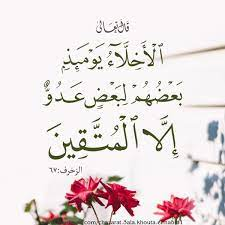 قال تعالى
الْأَخِلَّاءُ يَوْمَئِذٍ
بَعْضُهُمْ لِبَعْضٍ عَدُوٌّ
إِلَّا الْمُتَّقِينَ
الزخرف: ٦٧